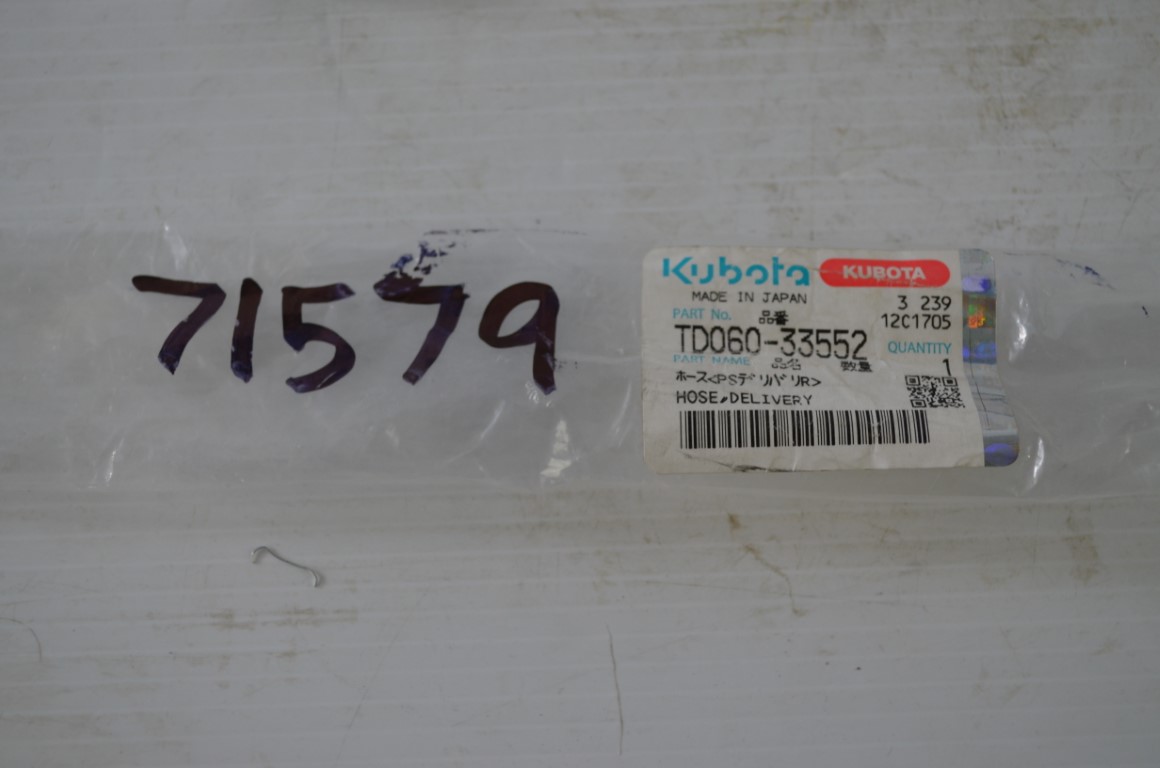 71579
Kubota KUBOTA
MADE IN JAPAN 3 239
PART No. 品番 12C1705
TD060-33552 QUANTITY
PART NAME 品名 数量 1
ホース<PSデリバリR>
HOSE,DELIVERY